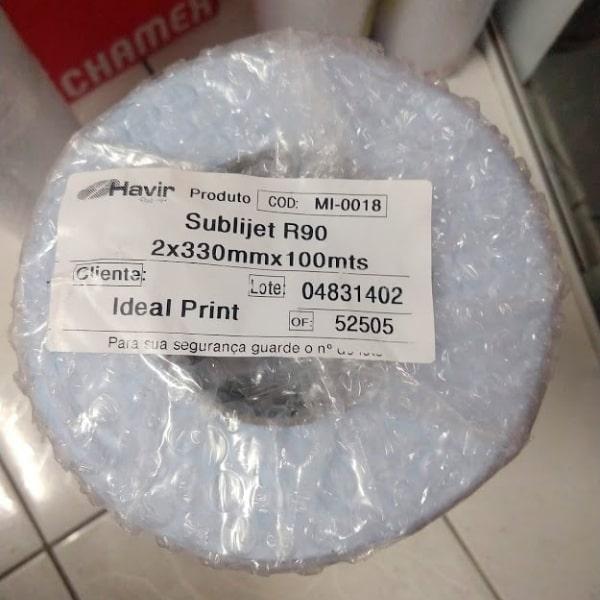 CHAMEX
Havir Produto COD: MI-0018
Sublijet R90
2x330mmx100mts
Cliente: Lote: 04831402
Ideal Print OF: 52505
Para sua segurança guarde o nº